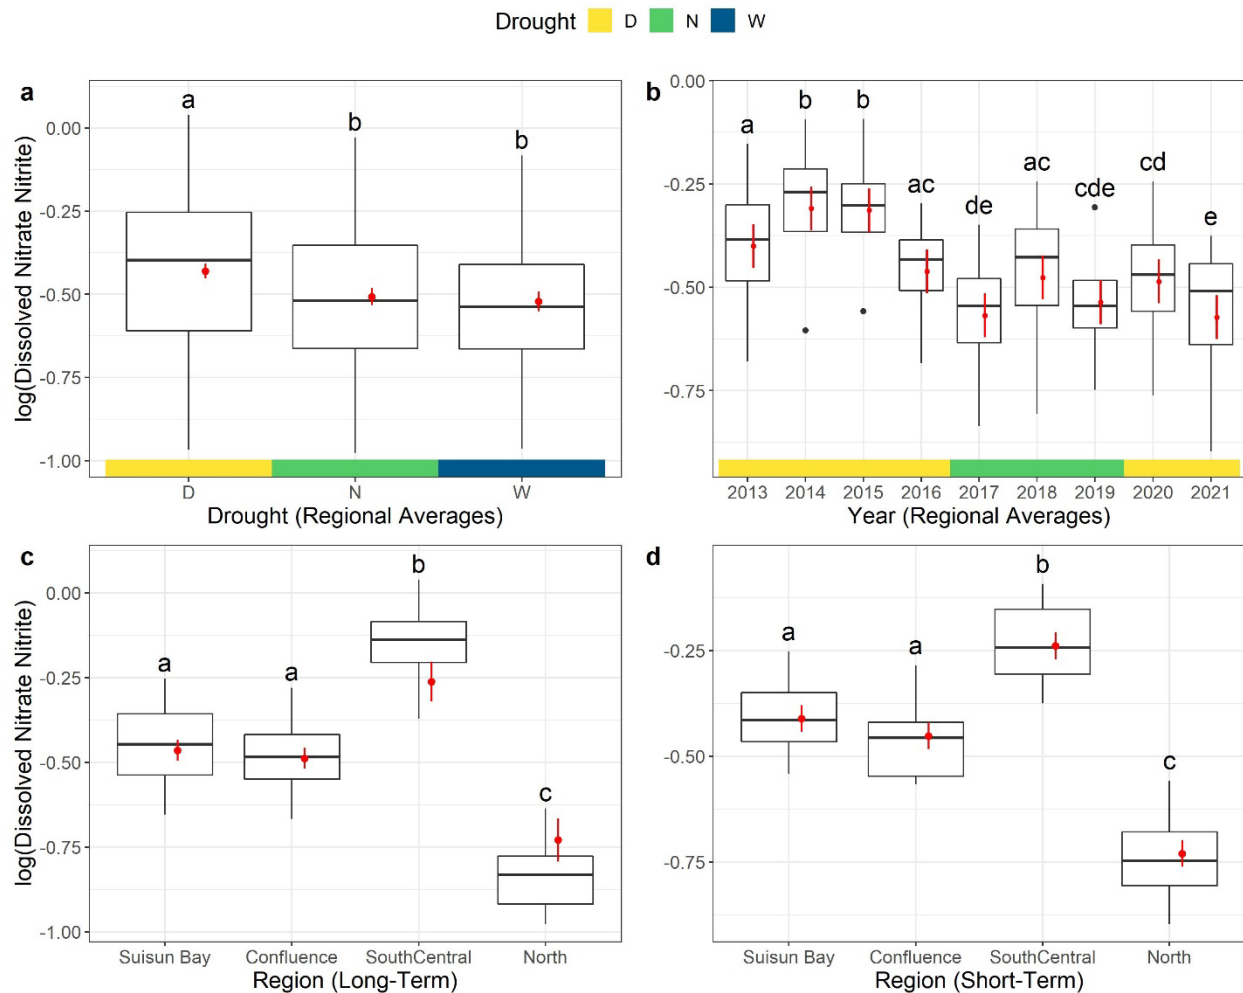 Drought D N W
a
log(Dissolved Nitrate Nitrite)
0.00
-0.25
-0.50
-0.75
-1.00
a b b
D N W
Drought (Regional Averages)
b
0.00
-0.25
-0.50
-0.75
a b b ac de ac cde cd e
2013 2014 2015 2016 2017 2018 2019 2020 2021
Year (Regional Averages)
c
log(Dissolved Nitrate Nitrite)
0.00
-0.25
-0.50
-0.75
-1.00
a a b c
Suisun Bay Confluence SouthCentral North
Region (Long-Term)
d
-0.25
-0.50
-0.75
a a b c
Suisun Bay Confluence SouthCentral North
Region (Short-Term)